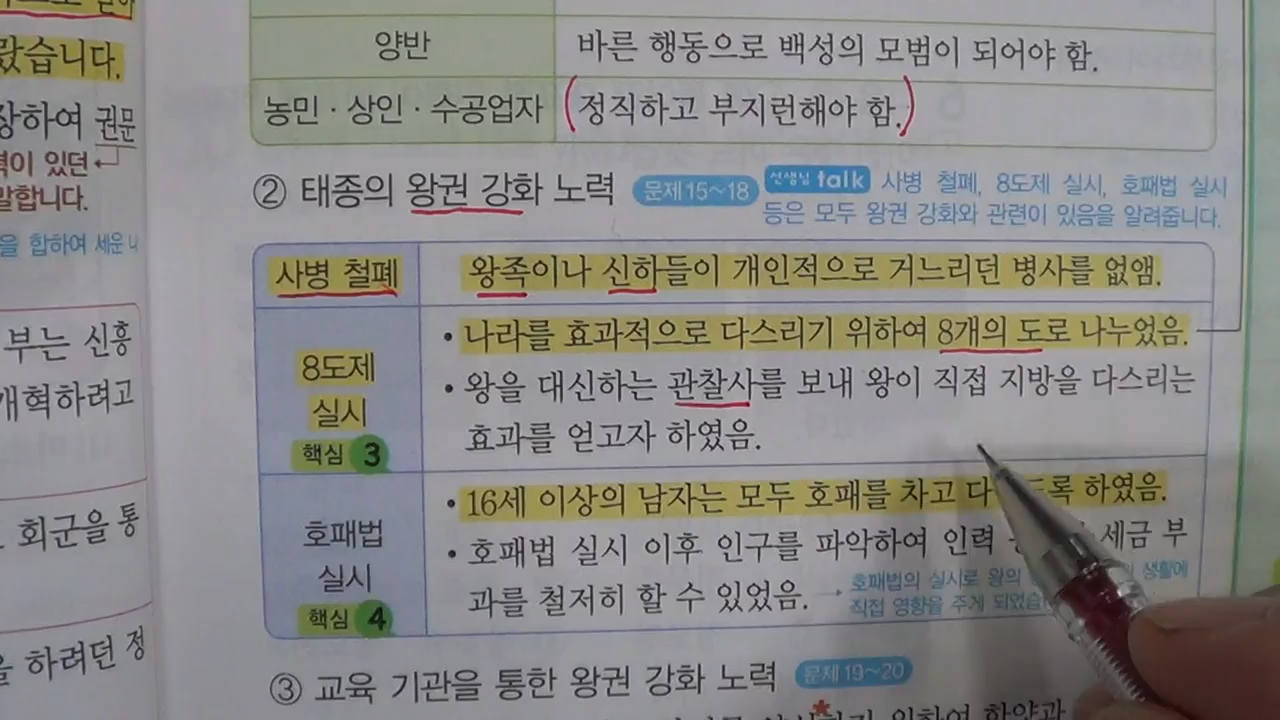 랐습니다.
장하여 권문
력이 있던
말합니다.
을 합하여 세운 나
부는 신흥
개혁하려고
회군을 통
을 하려던 정
양반 바른 행동으로 백성의 모범이 되어야 함.
농민·상인·수공업자 (정직하고 부지런해야 함.)
② 태종의 왕권 강화 노력 문제 15~18 선생님 talk 사병 철폐, 8도제 실시, 호패법 실시
등은 모두 왕권 강화와 관련이 있음을 알려줍니다.
사병 철폐 왕족이나 신하들이 개인적으로 거느리던 병사를 없앰.
8도제
실시
핵심 3
• 나라를 효과적으로 다스리기 위하여 8개의 도로 나누었음.
• 왕을 대신하는 관찰사를 보내 왕이 직접 지방을 다스리는
효과를 얻고자 하였음.
호패법
실시
핵심 4
• 16세 이상의 남자는 모두 호패를 차고 다 록 하였음.
• 호패법 실시 이후 인구를 파악하여 인력 세금 부
과를 철저히 할 수 있었음.
→ 호패법의 실시로 왕의 생활에
직접 영향을 주게 되었습
③ 교육 기관을 통한 왕권 강화 노력 문제 19~20
위하여 향약과